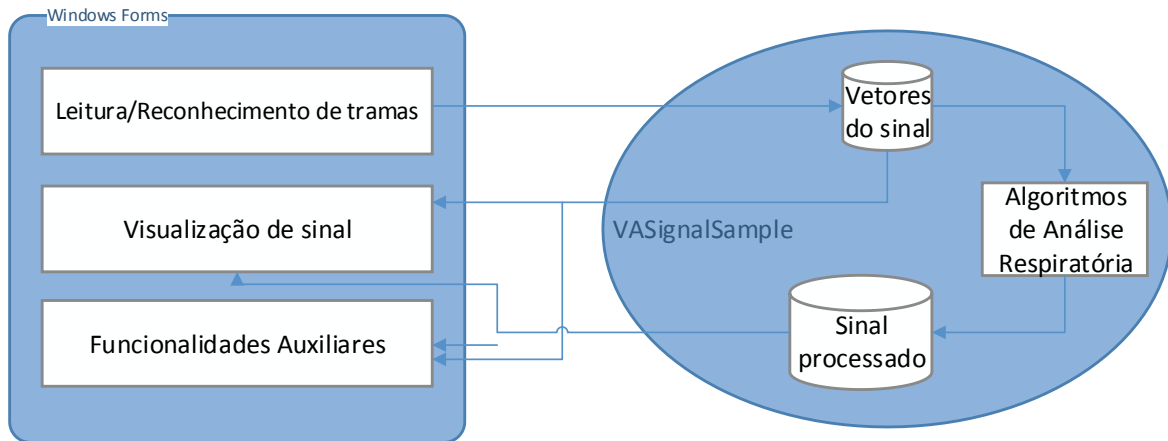 Windows Forms
Leitura/Reconhecimento de tramas
Visualização de sinal
Funcionalidades Auxiliares
Vetores
do sinal
VASignalSample
Algoritmos
de Análise
Respiratória
Sinal
processado